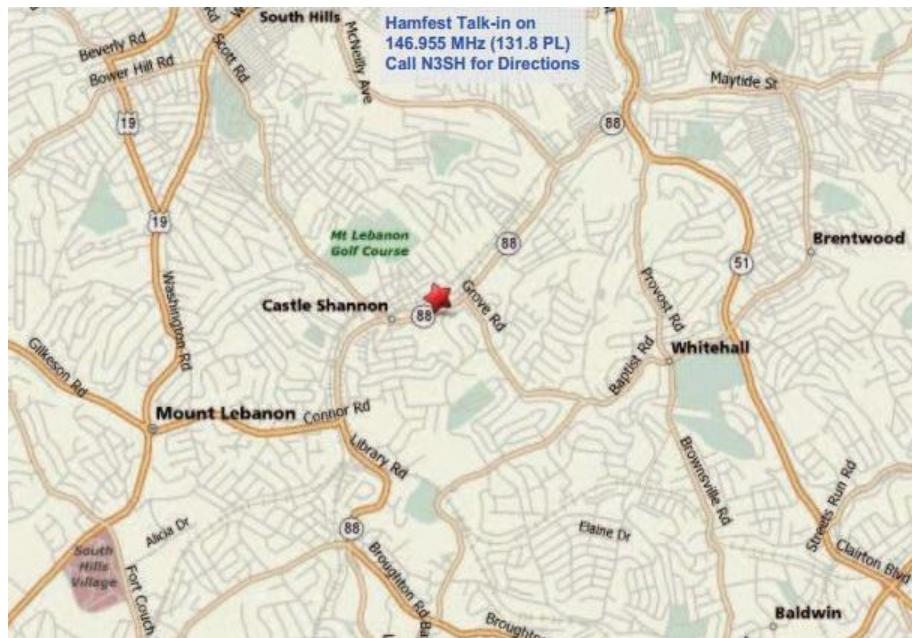 South Hills
Hamfest Talk-in on
146.955 MHz (131.8 PL)
Call N3SH for Directions
Beverly Rd
Bower Hill Rd
Scott Rd
McNeilly Ave
Maytide St
19
88
19
Mt Lebanon
Golf Course
88
51
Brentwood
Washington Rd
Castle Shannon
88
Grove Rd
Provost Rd
Whitehall
Baptist Rd
Gilkeson Rd
Mount Lebanon
Connor Rd
Library Rd
Brownsville Rd
Streets Run Rd
Alicia Dr
88
Elaine Dr
Clairton Blvd
South
Hills
Village
Fort Couch
Broughton Rd
Broughton
Baldwin